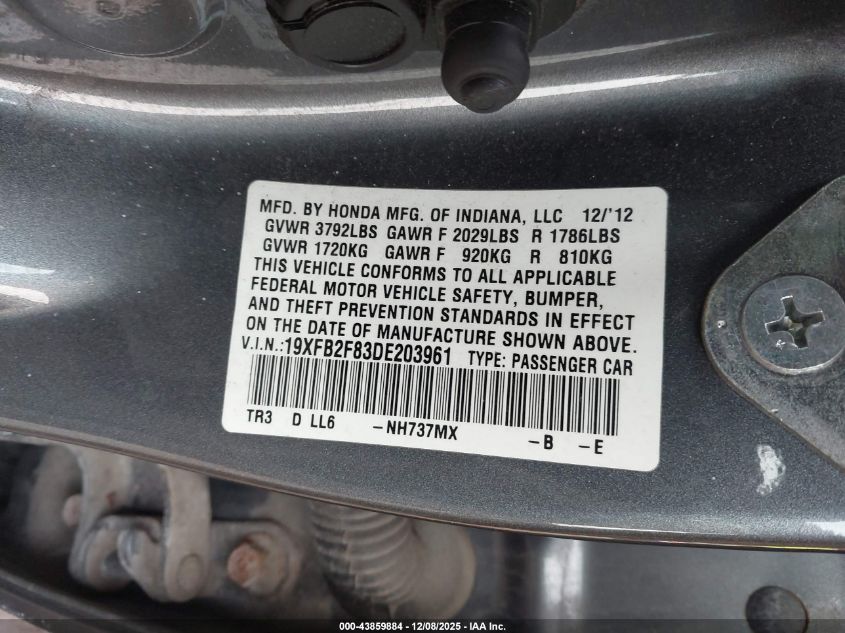 MFD. BY HONDA MFG. OF INDIANA, LLC 12/'12
GVWR 3792LBS GAWR F 2029LBS R 1786LBS
GVWR 1720KG GAWR F 920KG R 810KG
THIS VEHICLE CONFORMS TO ALL APPLICABLE
FEDERAL MOTOR VEHICLE SAFETY, BUMPER,
AND THEFT PREVENTION STANDARDS IN EFFECT
ON THE DATE OF MANUFACTURE SHOWN ABOVE.
V.I.N.:19XFB2F83DE203961 TYPE: PASSENGER CAR
TR3 D LL6 -NH737MX -B -E
000-43859884 - 12/08/2025 - IAA Inc.